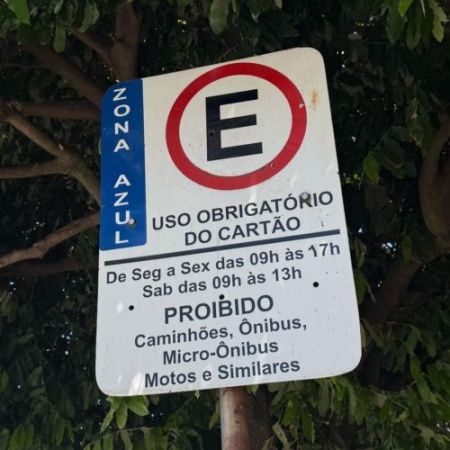 ZONA AZUL
E
USO OBRIGATÓRIO
DO CARTÃO
De Seg a Sex das 09h às 17h
Sab das 09h às 13h
PROIBIDO
Caminhões, Ônibus,
Micro-Ônibus
Motos e Similares